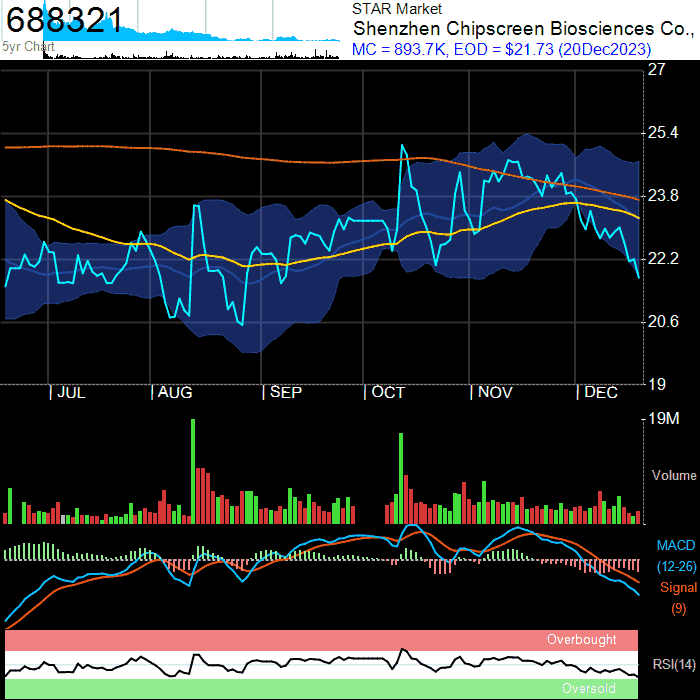 688321
5yr Chart
STAR Market
Shenzhen Chipscreen Biosciences Co.,
MC = 893.7K, EOD = $21.73 (20Dec2023)
27
25.4
23.8
22.2
20.6
19
| JUL | AUG | SEP | OCT | NOV | DEC
19M
Volume
MACD
(12-26)
Signal
(9)
Overbought
RSI(14)
Oversold